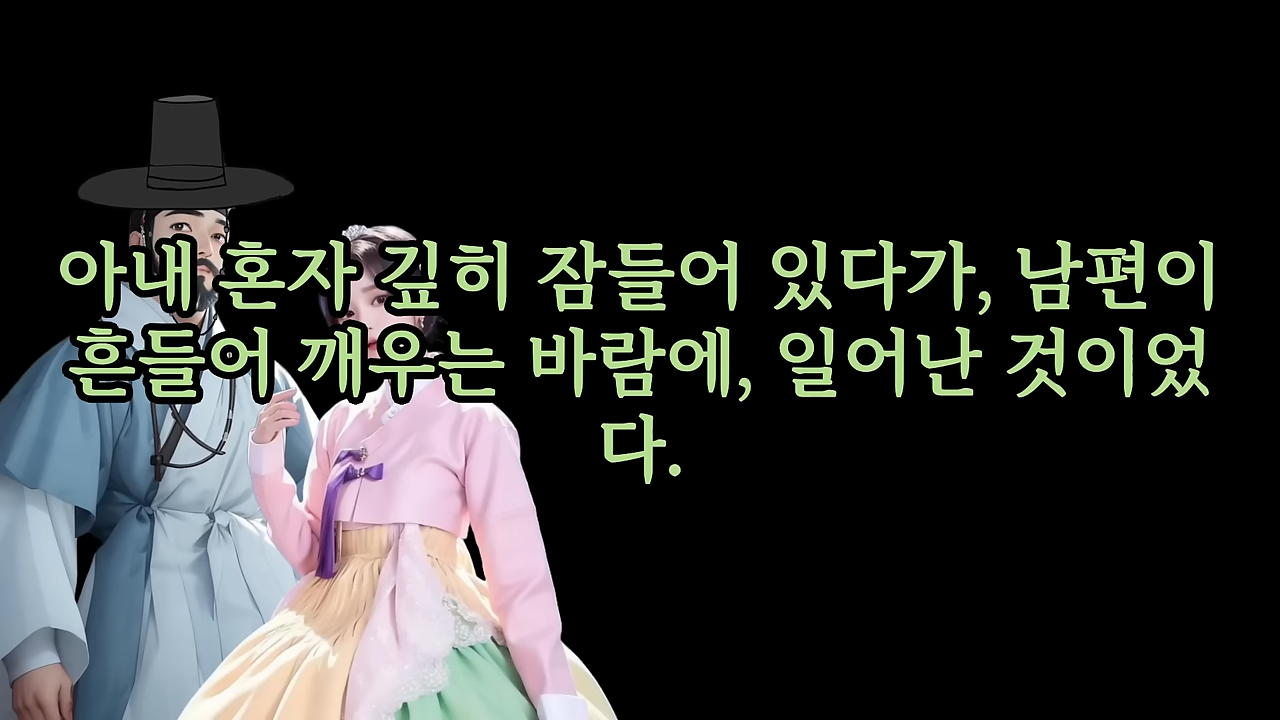 아내 혼자 깊히 잠들어 있다가, 남편이
흔들어 깨우는 바람에, 일어난 것이었
다.